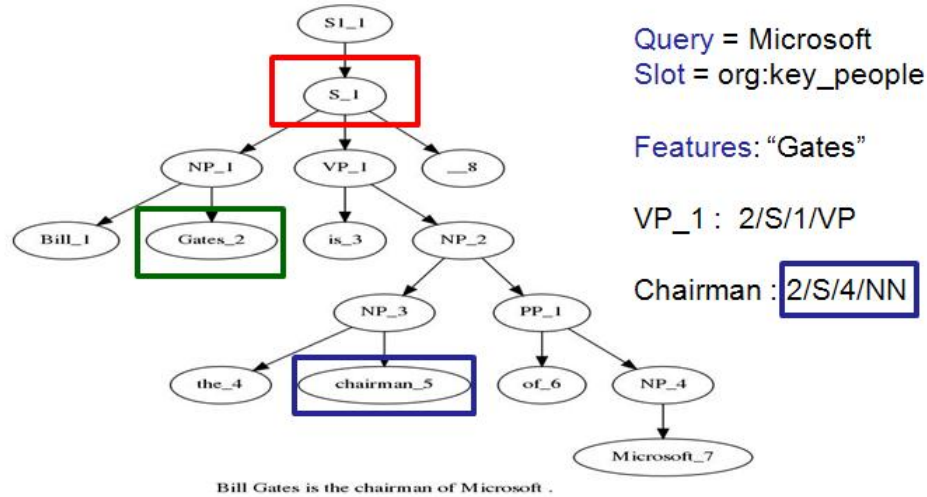 S1_1
S_1
NP_1 VP_1 __8
Bill_1 Gates_2 is_3 NP_2
NP_3 PP_1
the_4 chairman_5 of_6 NP_4
Microsoft_7
Bill Gates is the chairman of Microsoft .
Query = Microsoft
Slot = org:key_people
Features: “Gates”
VP_1 : 2/S/1/VP
Chairman : 2/S/4/NN